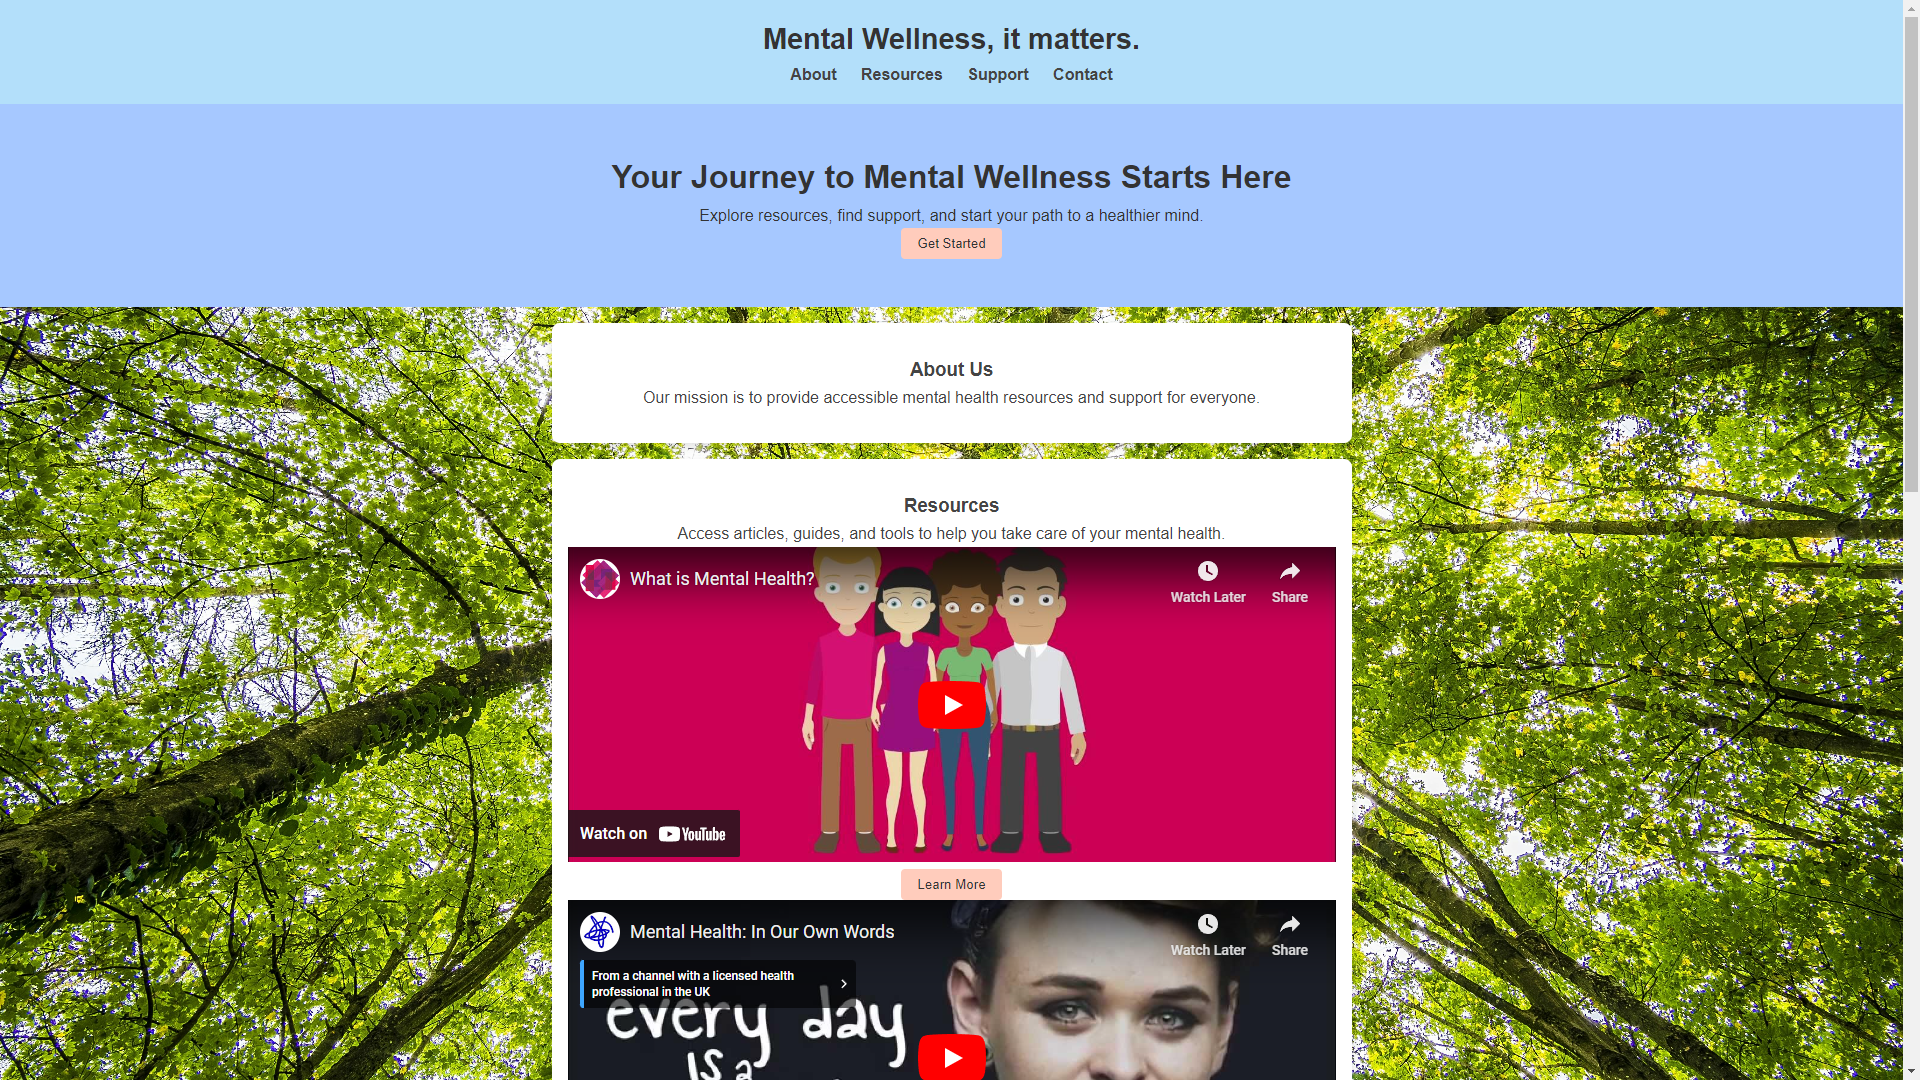 Mental Wellness, it matters.
About Resources Support Contact
Your Journey to Mental Wellness Starts Here
Explore resources, find support, and start your path to a healthier mind.
Get Started
About Us
Our mission is to provide accessible mental health resources and support for everyone.
Resources
Access articles, guides, and tools to help you take care of your mental health.
What is Mental Health?
Watch Later Share
Watch on YouTube
Learn More
Mental Health: In Our Own Words
Watch Later Share
From a channel with a licensed health
professional in the UK
every day
is a